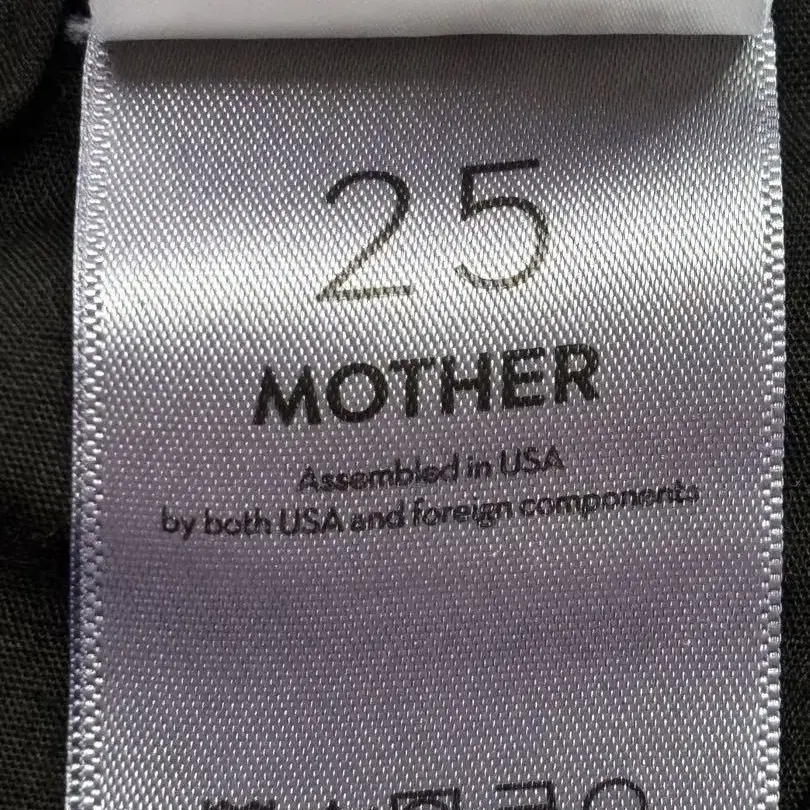 25
MOTHER
Assembled in USA
by both USA and foreign components